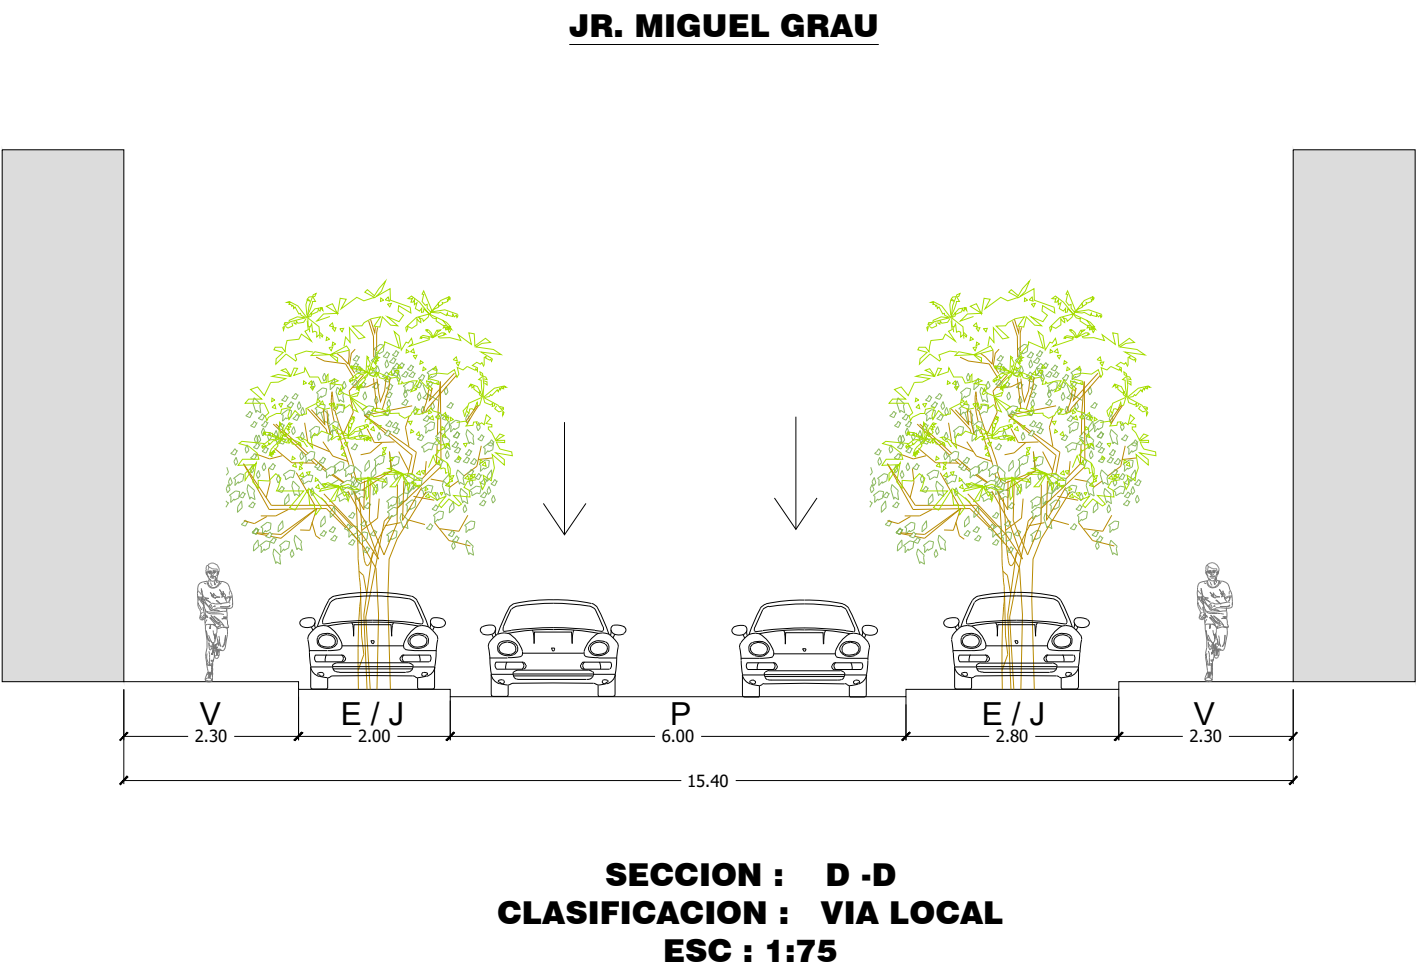 JR. MIGUEL GRAU
V E / J P E / J V
2.30 2.00 6.00 2.80 2.30
15.40
SECCION : D -D
CLASIFICACION : VIA LOCAL
ESC : 1:75